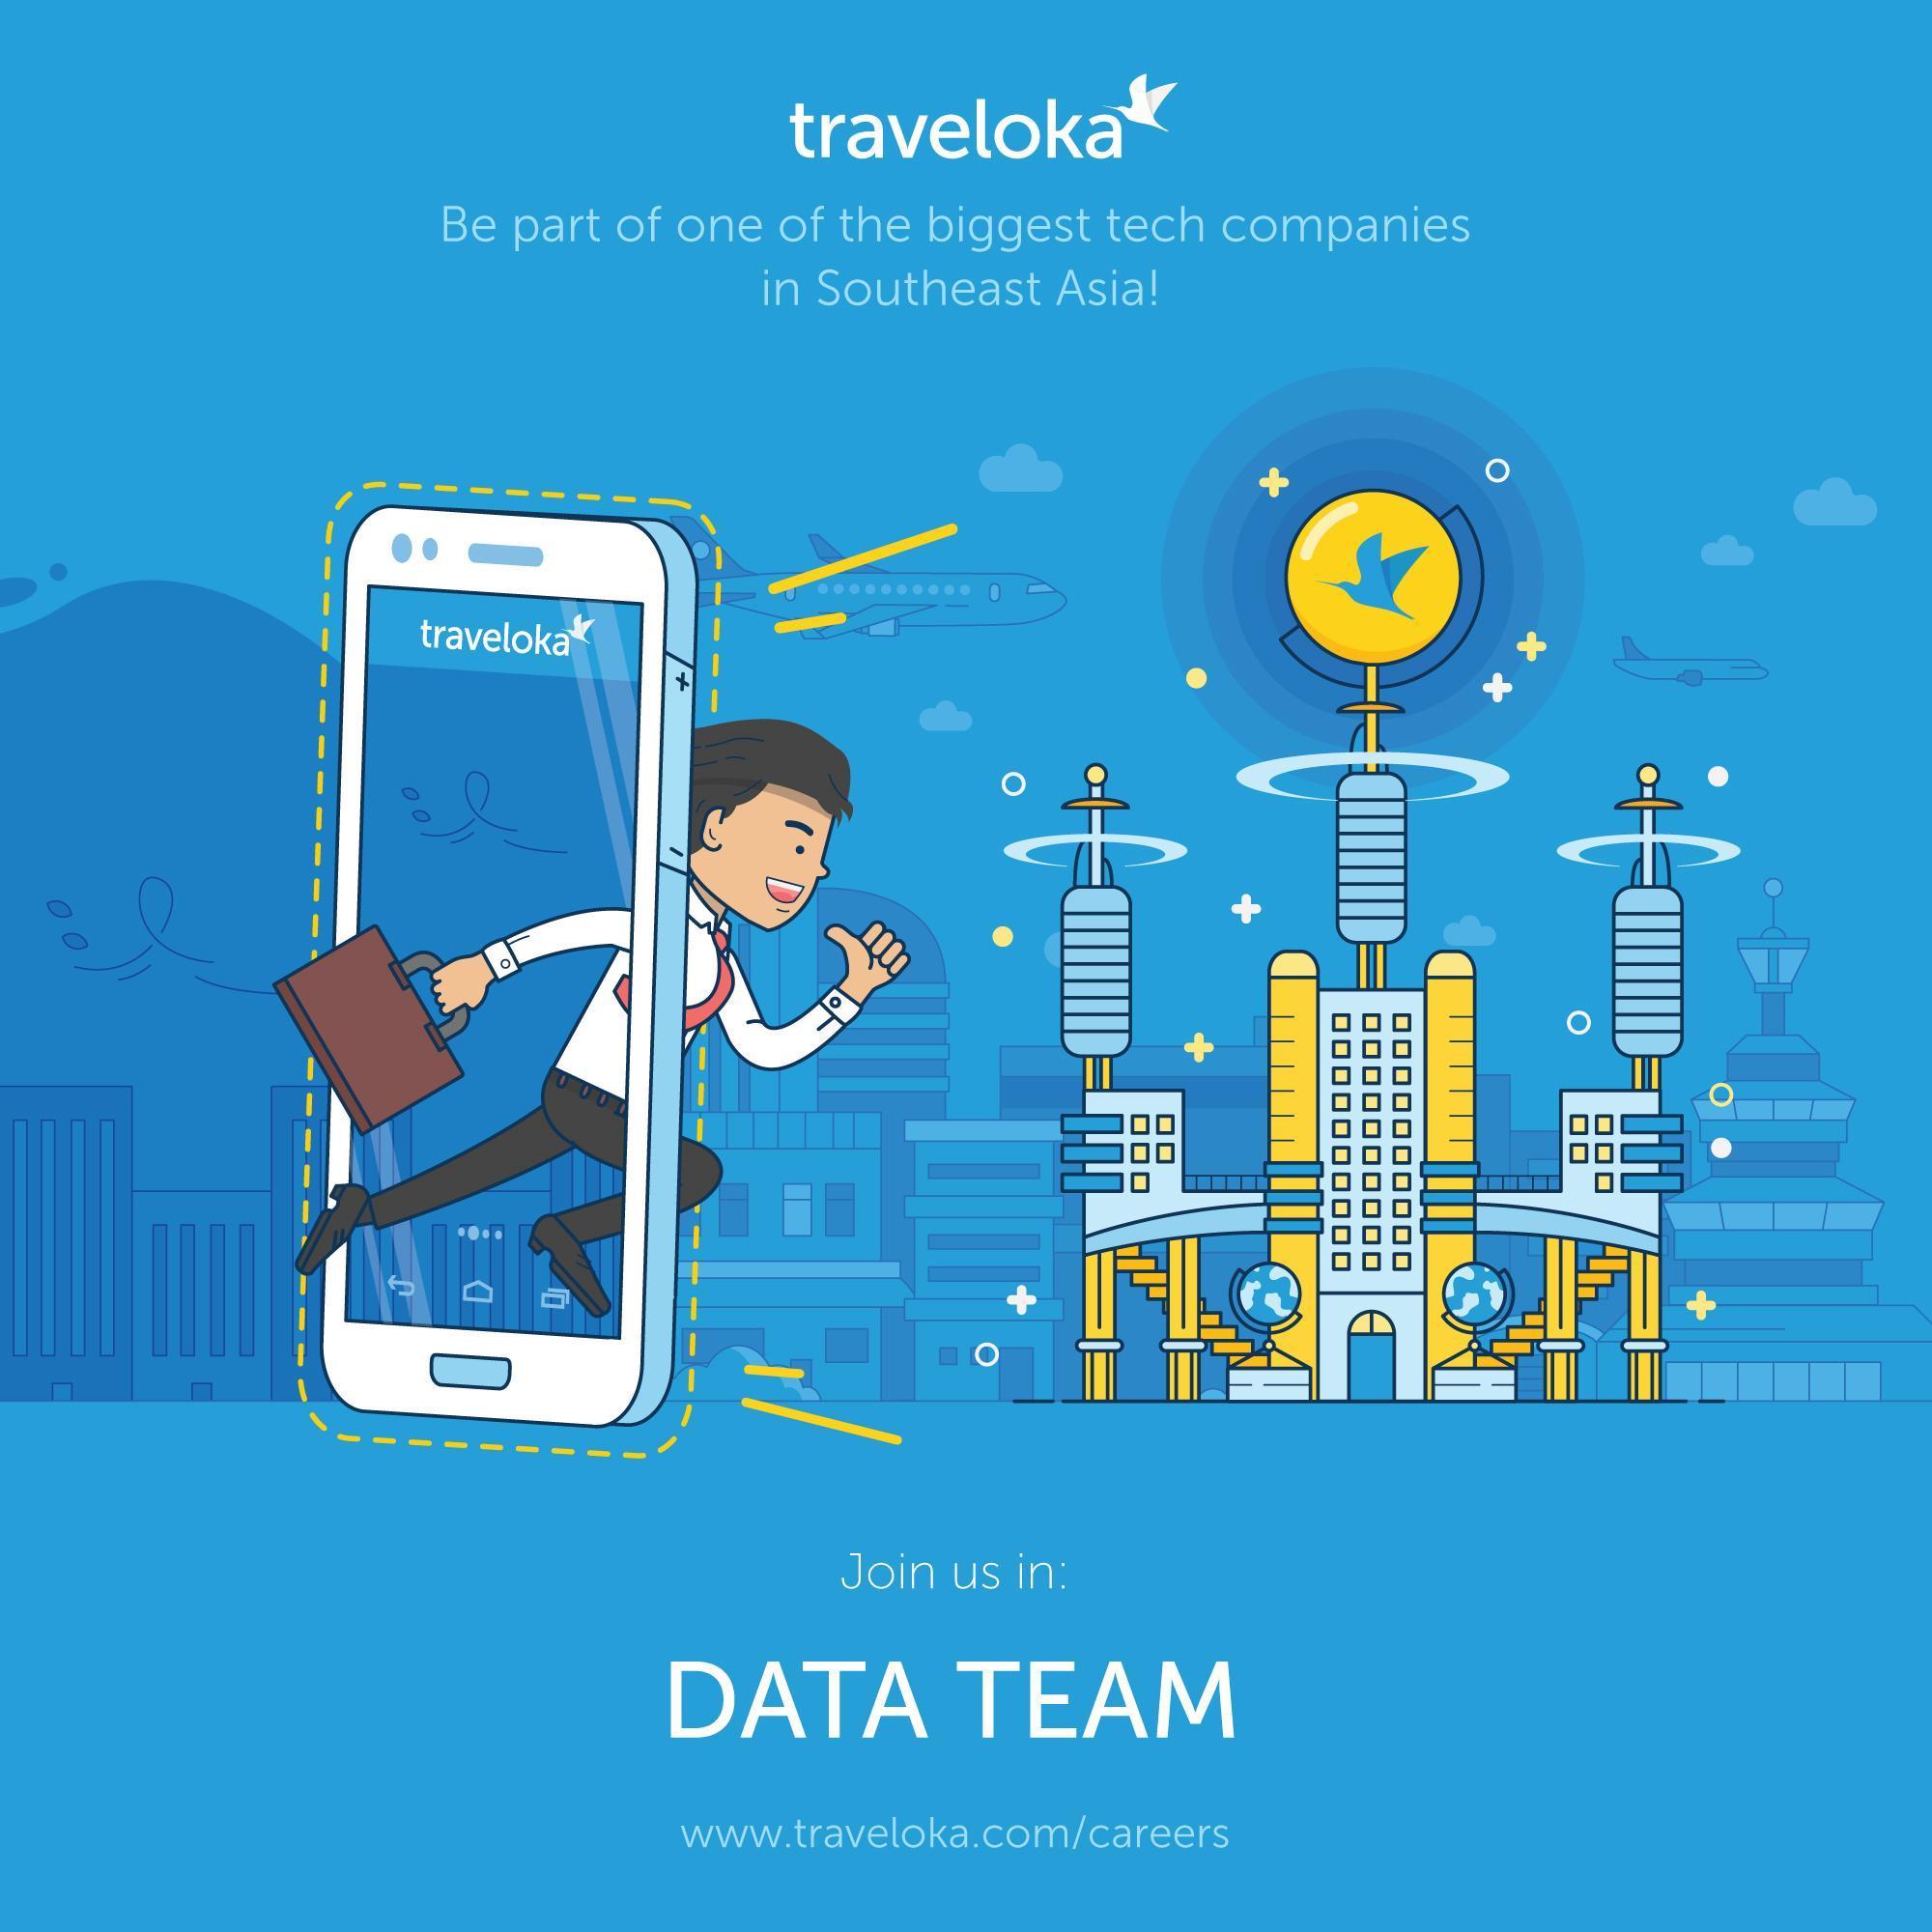 traveloka
Be part of one of the biggest tech companies
in Southeast Asia!
traveloka
Join us in:
DATA TEAM
www.traveloka.com/careers